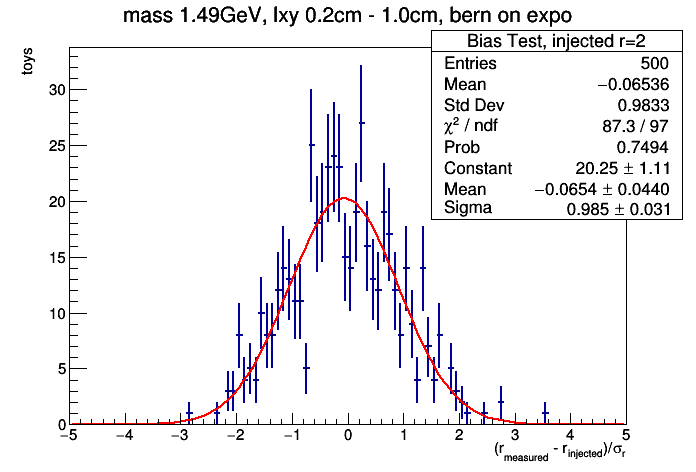 mass 1.49GeV, lxy 0.2cm - 1.0cm, bern on expo
Bias Test, injected r=2
Entries 500
Mean −0.06536
Std Dev 0.9833
χ² / ndf 87.3 / 97
Prob 0.7494
Constant 20.25 ± 1.11
Mean −0.0654 ± 0.0440
Sigma 0.985 ± 0.031
toys
30
25
20
15
10
5
0
−5 −4 −3 −2 −1 0 1 2 3 4 5
(r_measured - r_injected)/σ_r